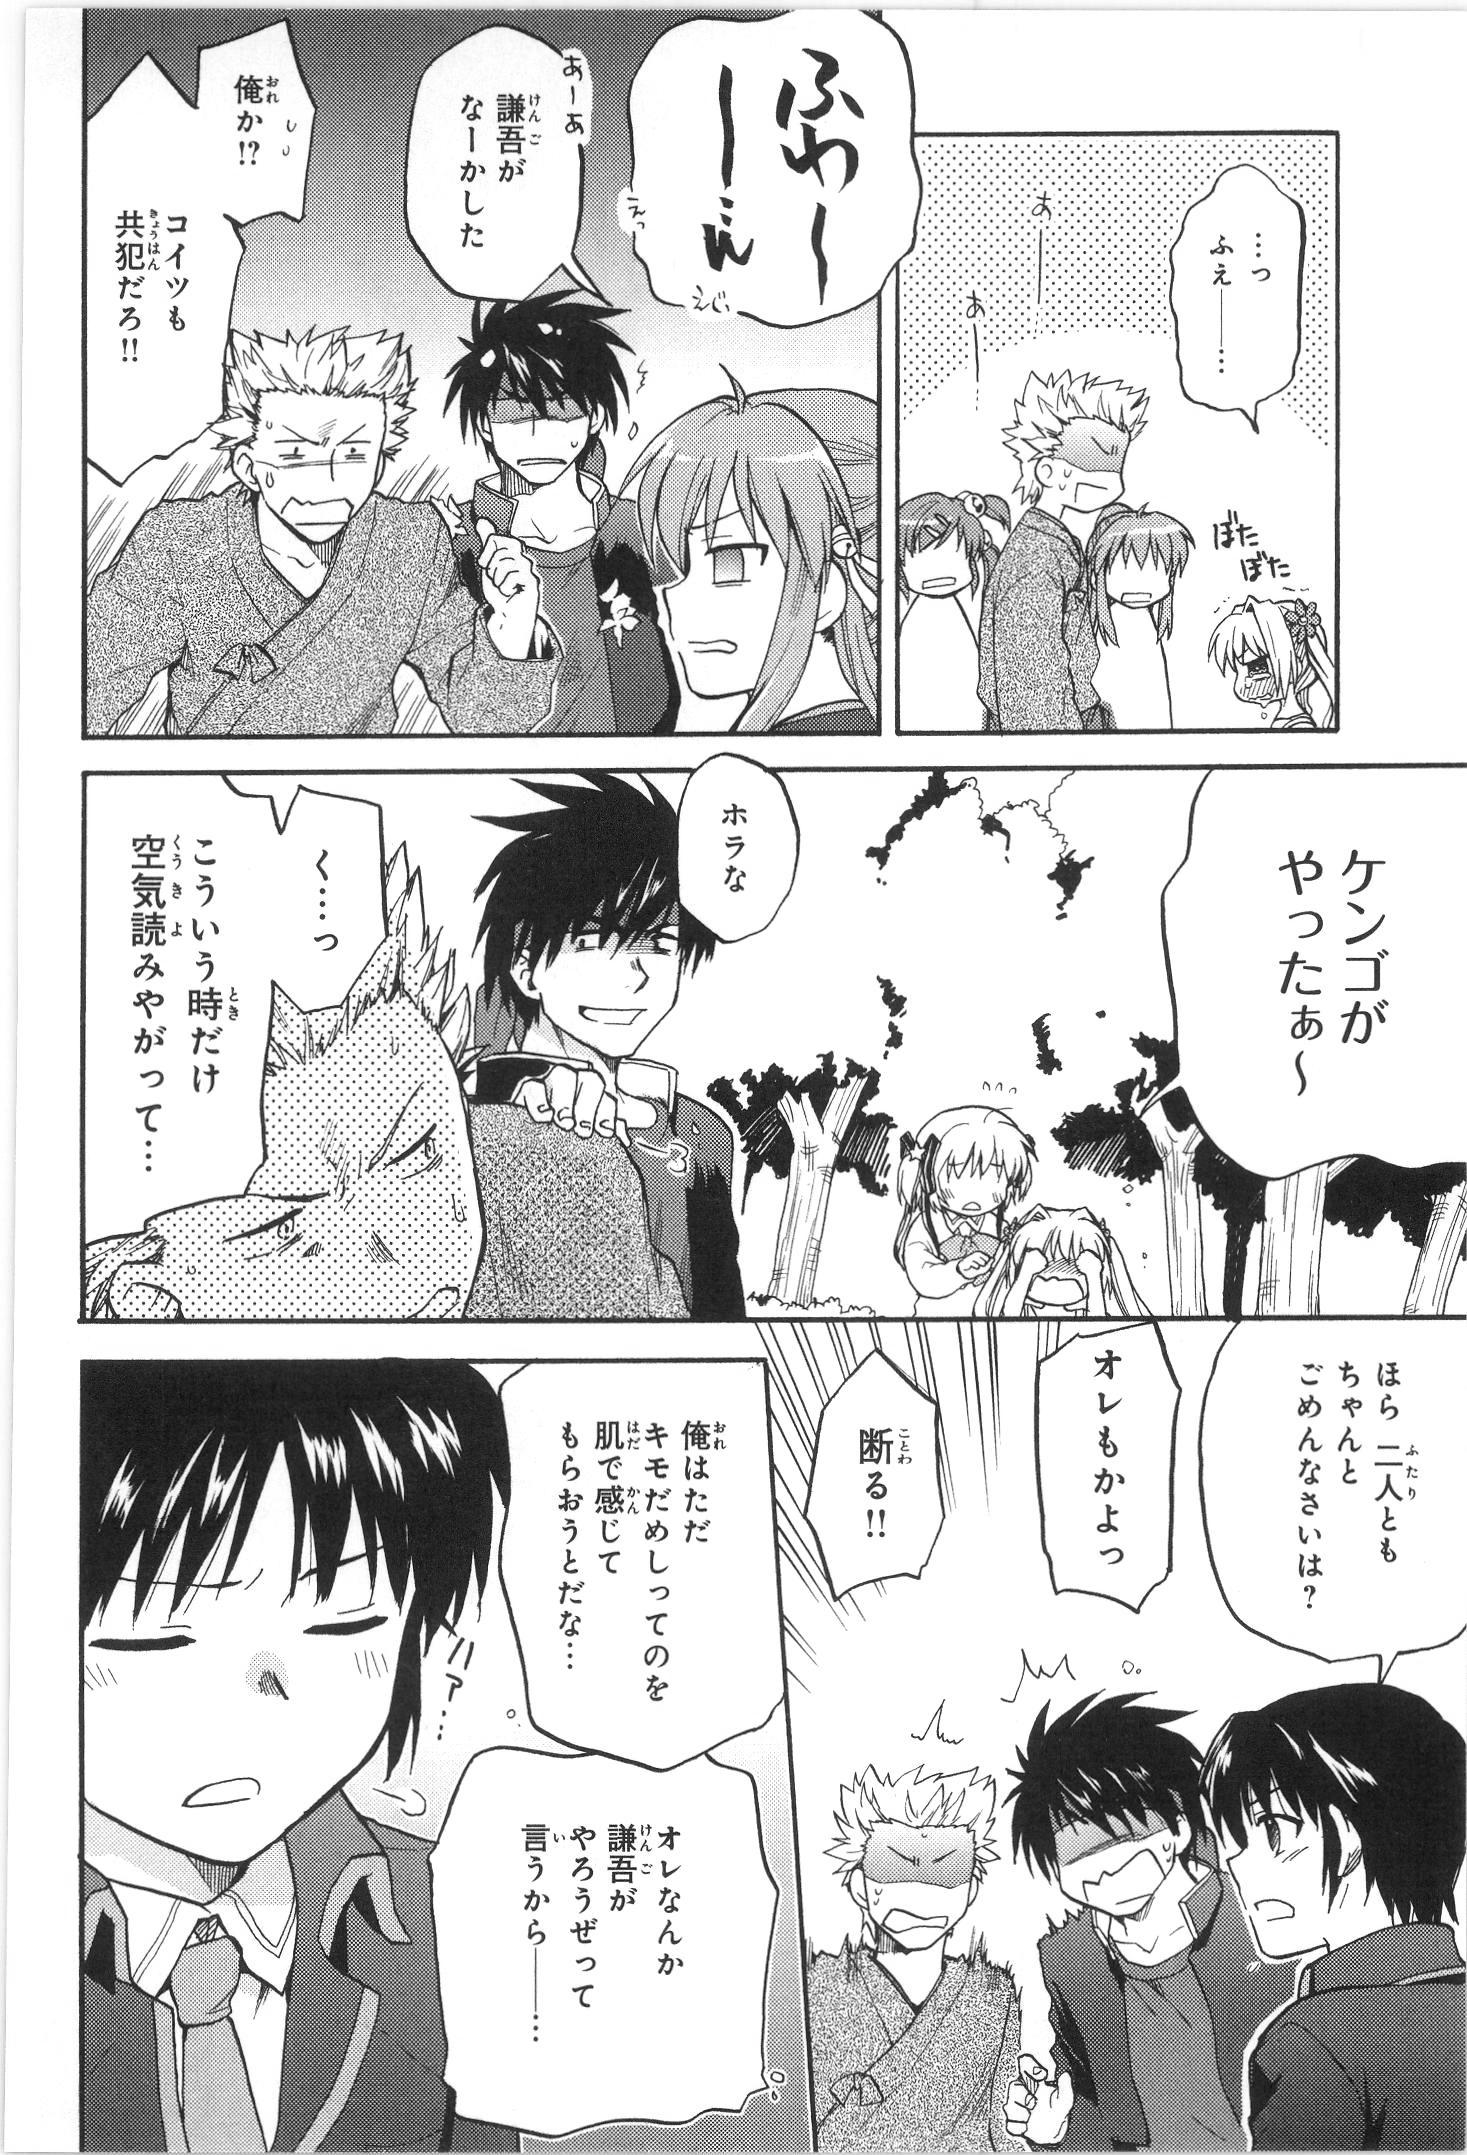 …っ
ふぇ――…
あ―
あ―
ぼた
ぼた
ふわ～
――ん
えっ
えじぃ
あーぁ
謙吾が
なーかした
俺か!?
コイツも
共犯だろ!!
ケンゴが
やったぁ～
ホラな
く…っ
こういう時だけ
空気読みやがって…
ほら 二人とも
ちゃんと
ごめんなさいは?
オレもかよっ
断る!!
俺はただ
キモだめしってのを
肌で感じて
もらおうとだな…
オレなんか
謙吾が
やろうぜって
言うから――…
ハァ…